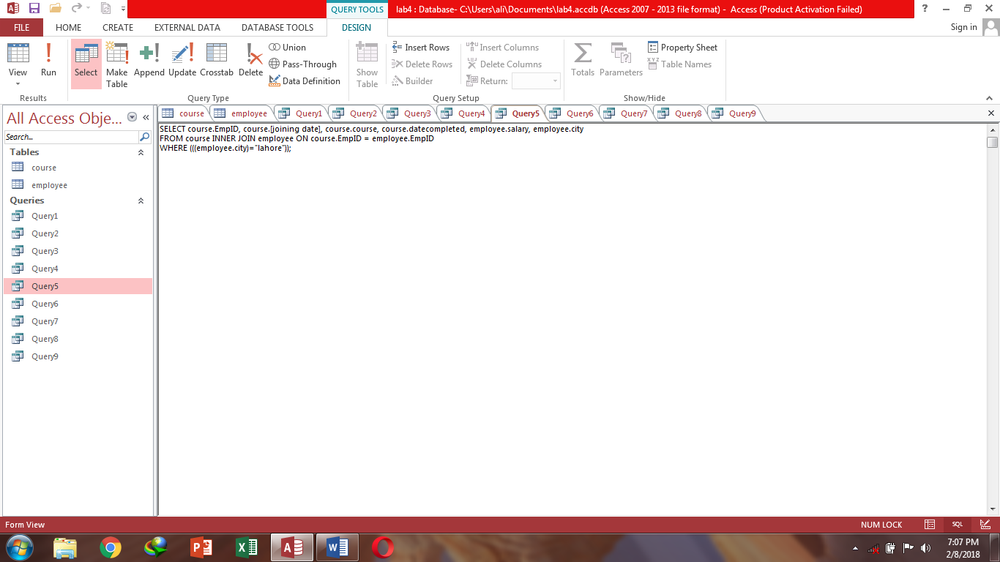 QUERY TOOLS
lab4 : Database- C:\Users\ali\Documents\lab4.accdb (Access 2007 - 2013 file format) - Access (Product Activation Failed)
FILE HOME CREATE EXTERNAL DATA DATABASE TOOLS DESIGN Sign in
View Run Select Make Table Append Update Crosstab Delete
Union
Pass-Through
Data Definition
Show Table
Insert Rows
Delete Rows
Builder
Insert Columns
Delete Columns
Return:
Totals Parameters
Property Sheet
Table Names
Results Query Type Query Setup Show/Hide
All Access Obje...
Search...
Tables
course
employee
Queries
Query1
Query2
Query3
Query4
Query5
Query6
Query7
Query8
Query9
course employee Query1 Query2 Query3 Query4 Query5 Query6 Query7 Query8 Query9
SELECT course.EmpID, course.[joining date], course.course, course.datecompleted, employee.salary, employee.city
FROM course INNER JOIN employee ON course.EmpID = employee.EmpID
WHERE (((employee.city)="lahore"));
Form View NUM LOCK SQL
7:07 PM
2/8/2018